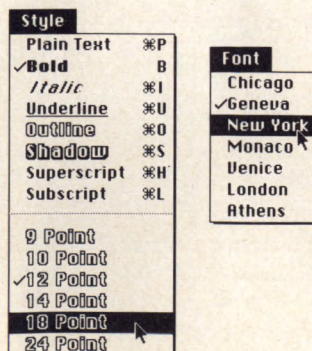 Style
Plain Text ⌘P
✓Bold B
Italic ⌘I
Underline ⌘U
Outline ⌘O
Shadow ⌘S
Superscript ⌘H
Subscript ⌘L
9 Point
10 Point
✓12 Point
14 Point
18 Point
24 Point
Font
Chicago
✓Geneva
New York
Monaco
Venice
London
Athens